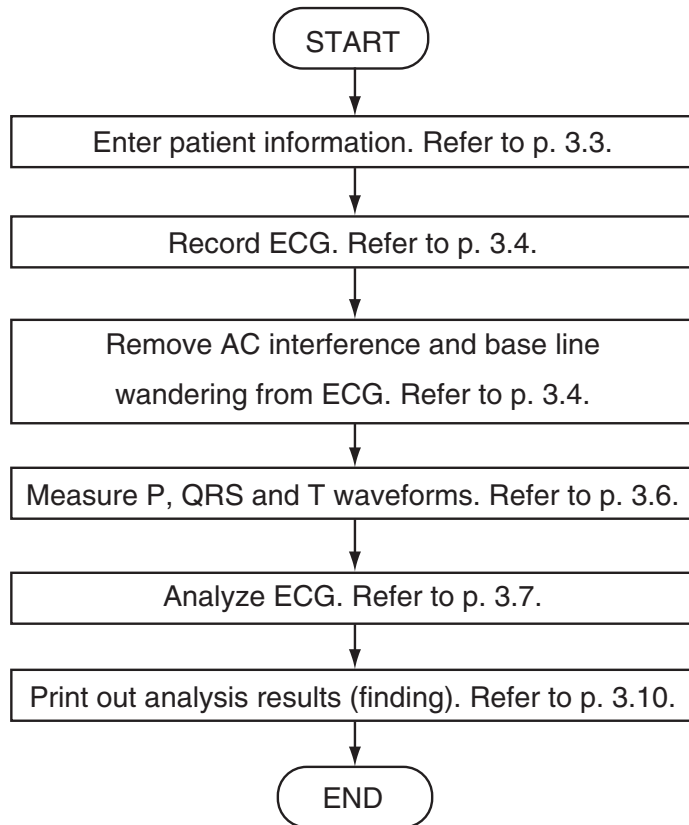 START
Enter patient information. Refer to p. 3.3.
Record ECG. Refer to p. 3.4.
Remove AC interference and base line
wandering from ECG. Refer to p. 3.4.
Measure P, QRS and T waveforms. Refer to p. 3.6.
Analyze ECG. Refer to p. 3.7.
Print out analysis results (finding). Refer to p. 3.10.
END